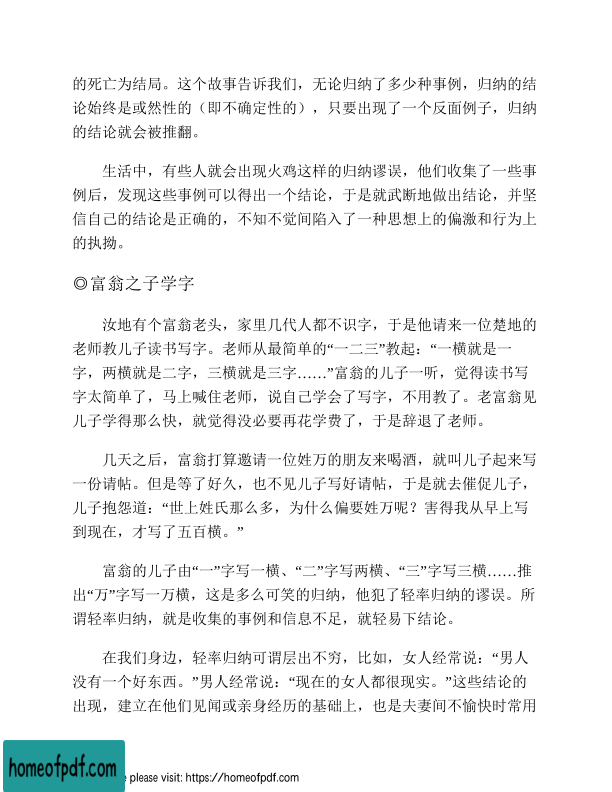 的死亡为结局。这个故事告诉我们，无论归纳了多少种事例，归纳的结
论始终是或然性的（即不确定性的），只要出现了一个反面例子，归纳
的结论就会被推翻。
生活中，有些人就会出现火鸡这样的归纳谬误，他们收集了一些事
例后，发现这些事例可以得出一个结论，于是就武断地做出结论，并坚
信自己的结论是正确的，不知不觉间陷入了一种思想上的偏激和行为上
的执拗。
◎富翁之子学字
汝地有个富翁老头，家里几代人都不识字，于是他请来一位楚地的
老师教儿子读书写字。老师从最简单的“一二三”教起：“一横就是一
字，两横就是二字，三横就是三字……”富翁的儿子一听，觉得读书写
字太简单了，马上喊住老师，说自己学会了写字，不用教了。老富翁见
儿子学得那么快，就觉得没必要再花学费了，于是辞退了老师。
几天之后，富翁打算邀请一位姓万的朋友来喝酒，就叫儿子起来写
一份请帖。但是等了好久，也不见儿子写好请帖，于是就去催促儿子，
儿子抱怨道：“世上姓氏那么多，为什么偏要姓万呢？害得我从早上写
到现在，才写了五百横。”
富翁的儿子由“一”字写一横、“二”字写两横、“三”字写三横……推
出“万”字写一万横，这是多么可笑的归纳，他犯了轻率归纳的谬误。所
谓轻率归纳，就是收集的事例和信息不足，就轻易下结论。
在我们身边，轻率归纳可谓层出不穷，比如，女人经常说：“男人
没有一个好东西。”男人经常说：“现在的女人都很现实。”这些结论的
出现，建立在他们见闻或亲身经历的基础上，也是夫妻间不愉快时常用
homeofpdf.com
please visit: https://homeofpdf.com